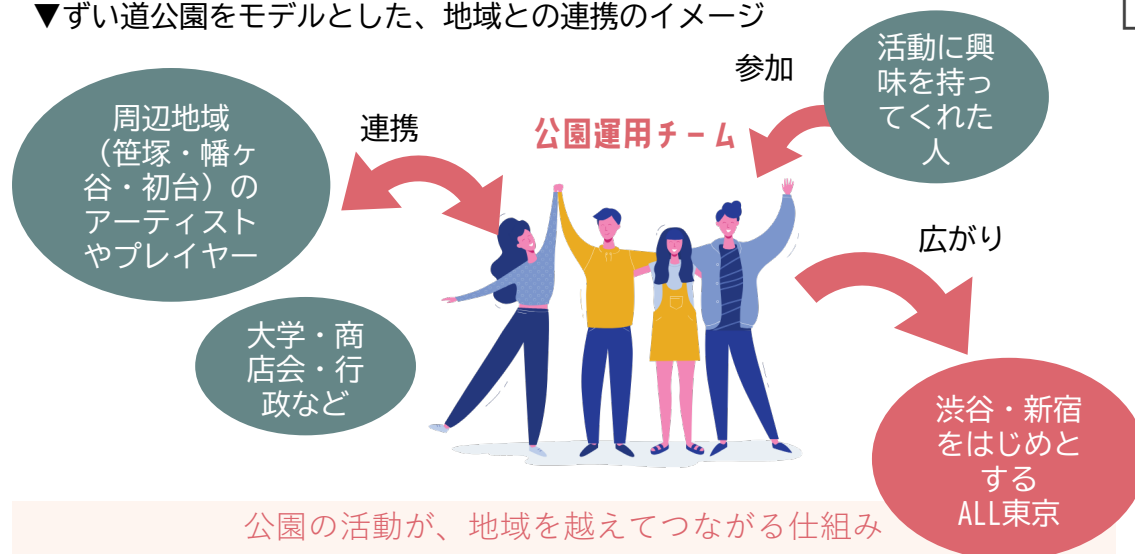 ▼ずい道公園をモデルとした、地域との連携のイメージ
周辺地域
（笹塚・幡ヶ
谷・初台）の
アーティスト
やプレイヤー
連携
公園運用チーム
参加
活動に興
味を持っ
てくれた
人
広がり
大学・商
店会・行
政など
渋谷・新宿
をはじめと
する
ALL東京
公園の活動が、地域を越えてつながる仕組み